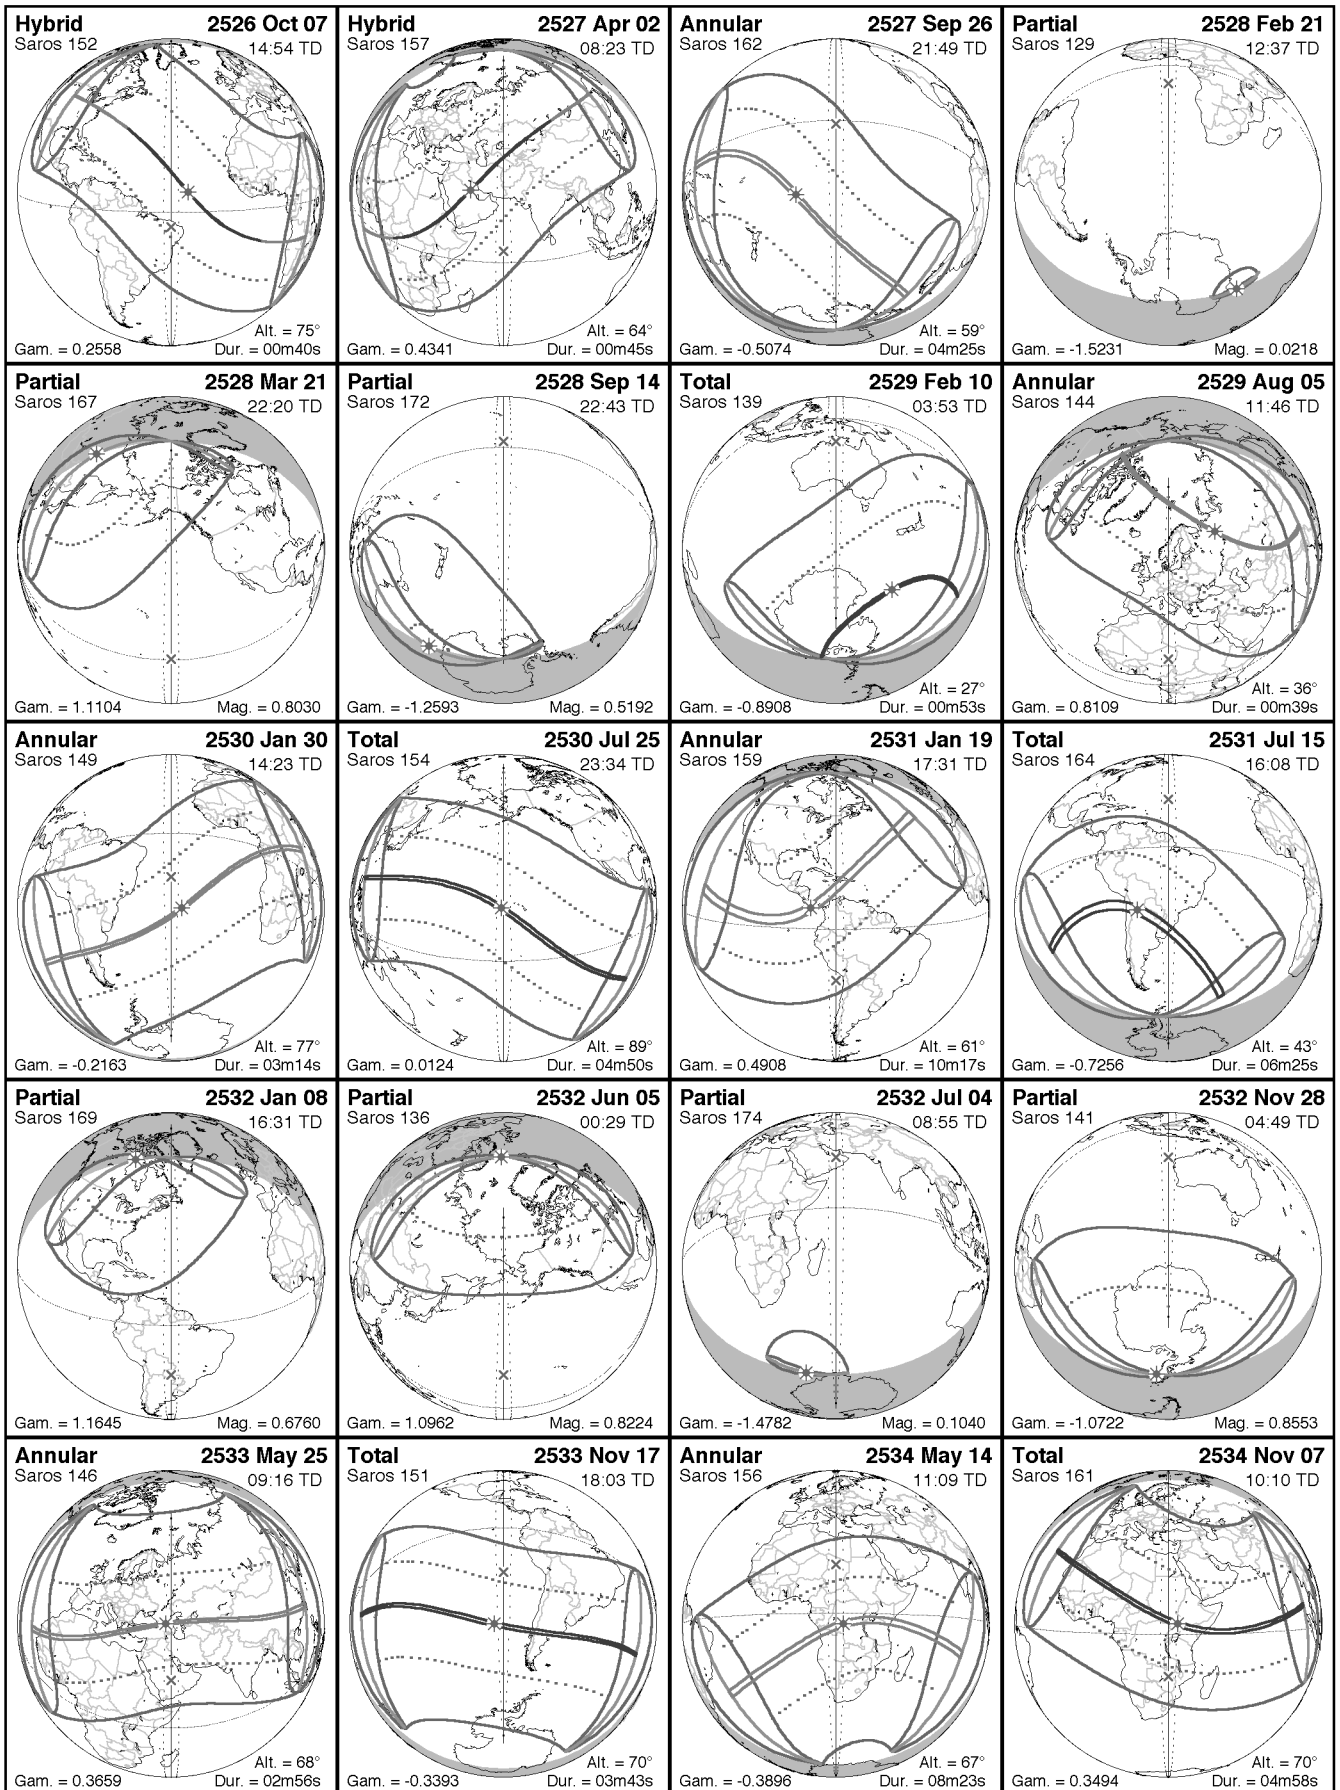 Hybrid 2526 Oct 07
Saros 152 14:54 TD
Alt. = 75°
Gam. = 0.2558 Dur. = 00m40s
Hybrid 2527 Apr 02
Saros 157 08:23 TD
Alt. = 64°
Gam. = 0.4341 Dur. = 00m45s
Annular 2527 Sep 26
Saros 162 21:49 TD
Alt. = 59°
Gam. = -0.5074 Dur. = 04m25s
Partial 2528 Feb 21
Saros 129 12:37 TD
Gam. = -1.5231 Mag. = 0.0218
Partial 2528 Mar 21
Saros 167 22:20 TD
Gam. = 1.1104 Mag. = 0.8030
Partial 2528 Sep 14
Saros 172 22:43 TD
Gam. = -1.2593 Mag. = 0.5192
Total 2529 Feb 10
Saros 139 03:53 TD
Alt. = 27°
Gam. = -0.8908 Dur. = 00m53s
Annular 2529 Aug 05
Saros 144 11:46 TD
Alt. = 36°
Gam. = 0.8109 Dur. = 00m39s
Annular 2530 Jan 30
Saros 149 14:23 TD
Alt. = 77°
Gam. = -0.2163 Dur. = 03m14s
Total 2530 Jul 25
Saros 154 23:34 TD
Alt. = 89°
Gam. = 0.0124 Dur. = 04m50s
Annular 2531 Jan 19
Saros 159 17:31 TD
Alt. = 61°
Gam. = 0.4908 Dur. = 10m17s
Total 2531 Jul 15
Saros 164 16:08 TD
Alt. = 43°
Gam. = -0.7256 Dur. = 06m25s
Partial 2532 Jan 08
Saros 169 16:31 TD
Gam. = 1.1645 Mag. = 0.6760
Partial 2532 Jun 05
Saros 136 00:29 TD
Gam. = 1.0962 Mag. = 0.8224
Partial 2532 Jul 04
Saros 174 08:55 TD
Gam. = -1.4782 Mag. = 0.1040
Partial 2532 Nov 28
Saros 141 04:49 TD
Gam. = -1.0722 Mag. = 0.8553
Annular 2533 May 25
Saros 146 09:16 TD
Alt. = 68°
Gam. = 0.3659 Dur. = 02m56s
Total 2533 Nov 17
Saros 151 18:03 TD
Alt. = 70°
Gam. = -0.3393 Dur. = 03m43s
Annular 2534 May 14
Saros 156 11:09 TD
Alt. = 67°
Gam. = -0.3896 Dur. = 08m23s
Total 2534 Nov 07
Saros 161 10:10 TD
Alt. = 70°
Gam. = 0.3494 Dur. = 04m58s